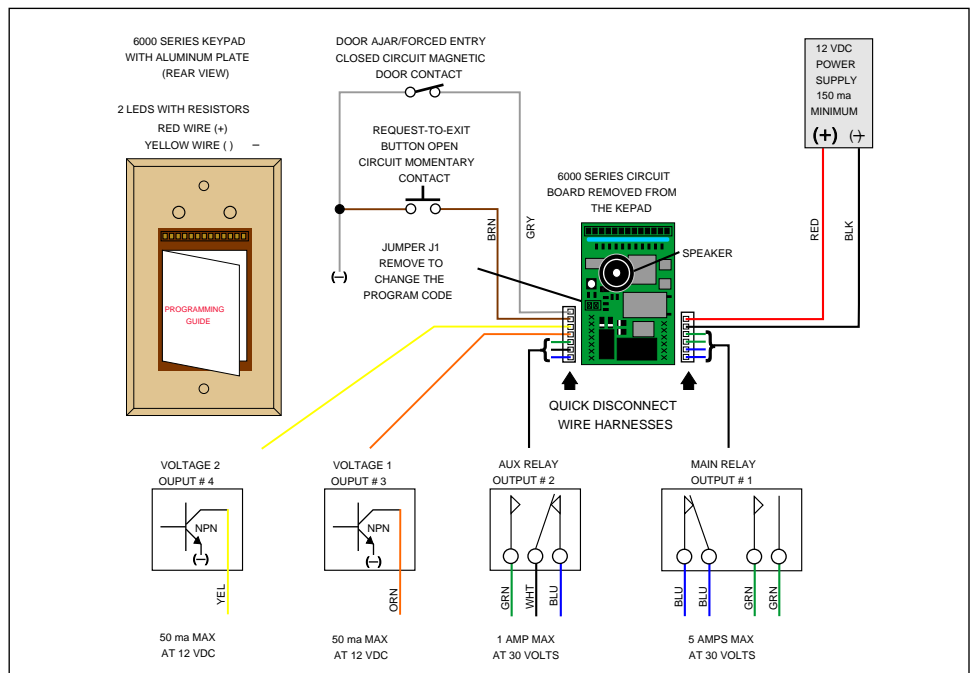 6000 SERIES KEYPAD
WITH ALUMINUM PLATE
(REAR VIEW)
2 LEDS WITH RESISTORS
RED WIRE (+)
YELLOW WIRE ( ) –
PROGRAMMING
GUIDE
DOOR AJAR/FORCED ENTRY
CLOSED CIRCUIT MAGNETIC
DOOR CONTACT
REQUEST-TO-EXIT
BUTTON OPEN
CIRCUIT MOMENTARY
CONTACT
(–)
JUMPER J1
REMOVE TO
CHANGE THE
PROGRAM CODE
BRN
GRY
6000 SERIES CIRCUIT
BOARD REMOVED FROM
THE KEPAD
SPEAKER
12 VDC
POWER
SUPPLY
150 ma
MINIMUM
(+) (–)
RED
BLK
QUICK DISCONNECT
WIRE HARNESSES
VOLTAGE 2
OUPUT # 4
NPN
(–)
YEL
50 ma MAX
AT 12 VDC
VOLTAGE 1
OUPUT # 3
NPN
(–)
ORN
50 ma MAX
AT 12 VDC
AUX RELAY
OUTPUT # 2
GRN
WHT
BLU
1 AMP MAX
AT 30 VOLTS
MAIN RELAY
OUTPUT # 1
BLU
BLU
GRN
GRN
5 AMPS MAX
AT 30 VOLTS